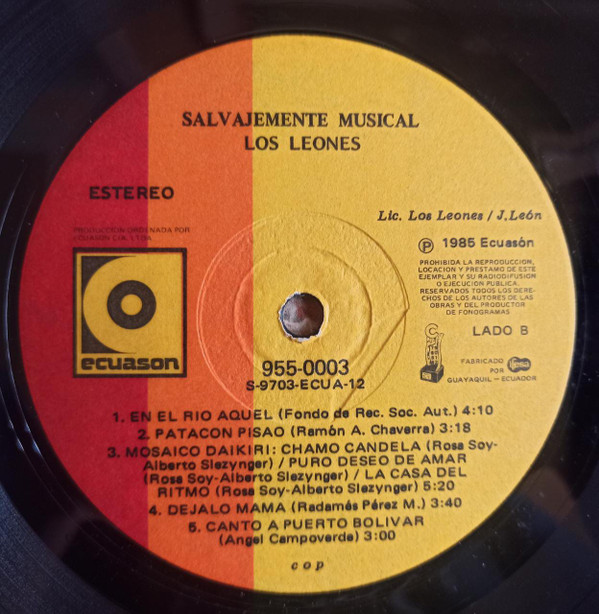 SALVAJEMENTE MUSICAL
LOS LEONES
ESTEREO
PRODUCCION ORDENADA POR
ECUASON CIA. LTDA.
ecuason
Lic. Los Leones / J.León
Ⓟ 1985 Ecuasón
PROHIBIDA LA REPRODUCCION,
LOCACION Y PRESTAMO DE ESTE
EJEMPLAR Y SU RADIODIFUSION
O EJECUCION PUBLICA.
RESERVADOS TODOS LOS DERE-
CHOS DE LOS AUTORES DE LAS
OBRAS Y DEL PRODUCTOR
DE FONOGRAMAS
LADO B
FABRICADO
POR
GUAYAQUIL - ECUADOR
955-0003
S-9703-ECUA-12
1. EN EL RIO AQUEL (Fondo de Rec. Soc. Aut.) 4:10
2. PATACON PISAO (Ramón A. Chaverra) 3:18
3. MOSAICO DAIKIRI: CHAMO CANDELA (Rosa Soy-
Alberto Slezynger) / PURO DESEO DE AMAR
(Rosa Soy-Alberto Slezynger) / LA CASA DEL
RITMO (Rosa Soy-Alberto Slezynger) 5:20
4. DEJALO MAMA (Radamés Párez M.) 3:40
5. CANTO A PUERTO BOLIVAR
(Angel Campoverde) 3:00
c o p